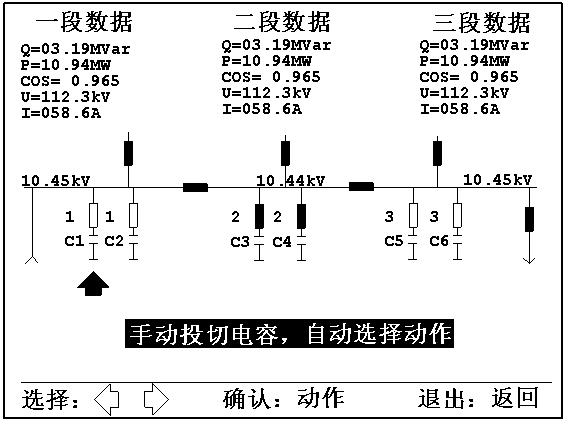 一段数据
Q=03.19MVar
P=10.94MW
COS= 0.965
U=112.3kV
I=058.6A
二段数据
Q=03.19MVar
P=10.94MW
COS= 0.965
U=112.3kV
I=058.6A
三段数据
Q=03.19MVar
P=10.94MW
COS= 0.965
U=112.3kV
I=058.6A
10.45kV 10.44kV 10.45kV
1 1 2 2 3 3
C1 C2 C3 C4 C5 C6
手动投切电容，自动选择动作
选择： 确认：动作 退出：返回